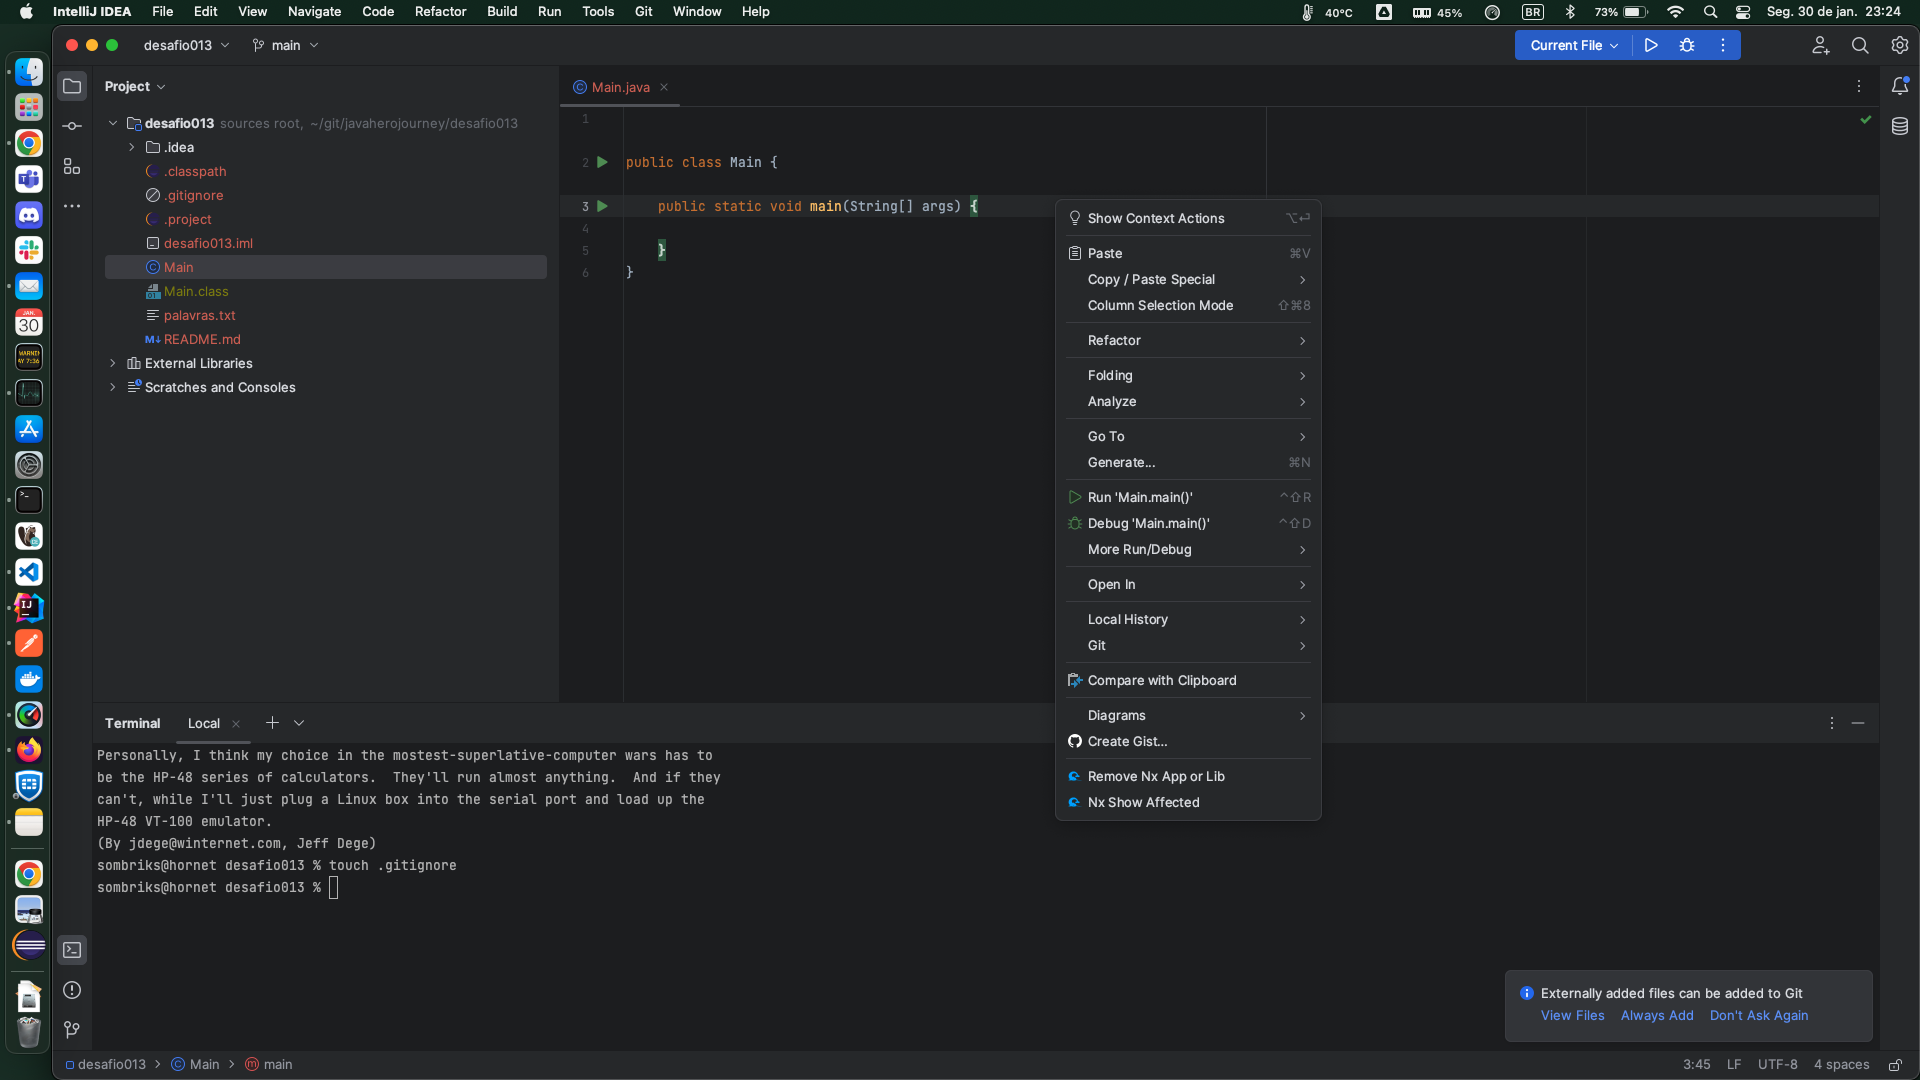 IntelliJ IDEA File Edit View Navigate Code Refactor Build Run Tools Git Window Help 40°C 45% BR 73% Seg. 30 de jan. 23:24
desafio013 main Current File
Project
desafio013 sources root, ~/git/javaherojourney/desafio013
.idea
.classpath
.gitignore
.project
desafio013.iml
Main
Main.class
palavras.txt
M↓ README.md
External Libraries
Scratches and Consoles
JAN.
30
Main.java
1
2 public class Main {
3 public static void main(String[] args) {
4
5 }
6 }
Show Context Actions ⌥⏎
Paste ⌘V
Copy / Paste Special
Column Selection Mode ⇧⌘8
Refactor
Folding
Analyze
Go To
Generate... ⌘N
Run 'Main.main()' ^⇧R
Debug 'Main.main()' ^⇧D
More Run/Debug
Open In
Local History
Git
Compare with Clipboard
Diagrams
Create Gist...
Remove Nx App or Lib
Nx Show Affected
Terminal Local
Personally, I think my choice in the mostest-superlative-computer wars has to
be the HP-48 series of calculators.  They'll run almost anything.  And if they
can't, while I'll just plug a Linux box into the serial port and load up the
HP-48 VT-100 emulator.
(By jdege@winternet.com, Jeff Dege)
sombriks@hornet desafio013 % touch .gitignore
sombriks@hornet desafio013 %
Externally added files can be added to Git
View Files Always Add Don't Ask Again
desafio013 Main main 3:45 LF UTF-8 4 spaces